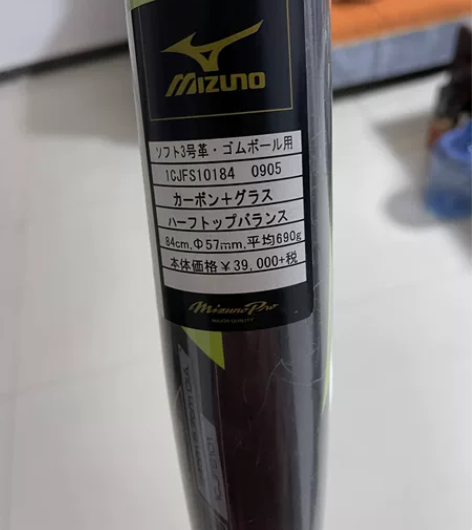 MIZUNO
ソフト3号革・ゴムボール用
1CJFS10184 0905
カーボン+グラス
ハーフトップバランス
84cm,Φ57mm,平均690g
本体価格¥39,000+税
Mizuno Pro